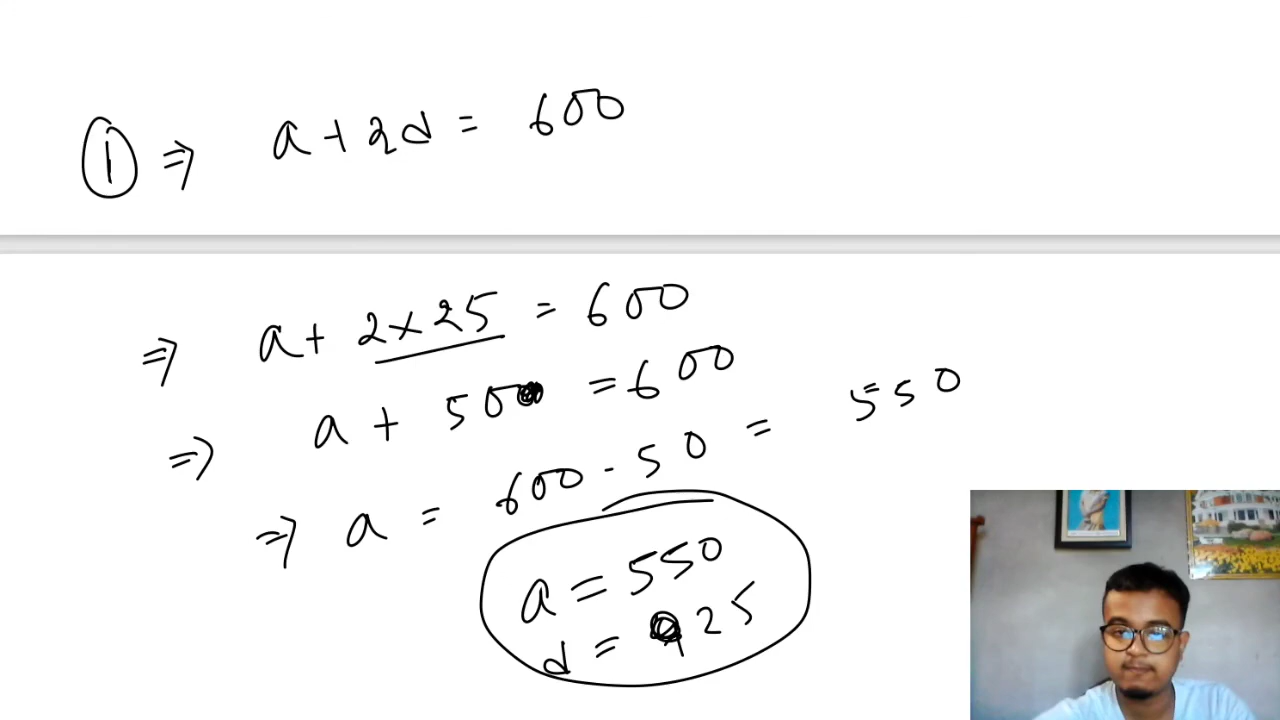 ① ⇒ a + 2d = 600
⇒ a + 2 × 25 = 600
⇒ a + 50 = 600
⇒ a = 600 - 50 = 550
a = 550
d = 25